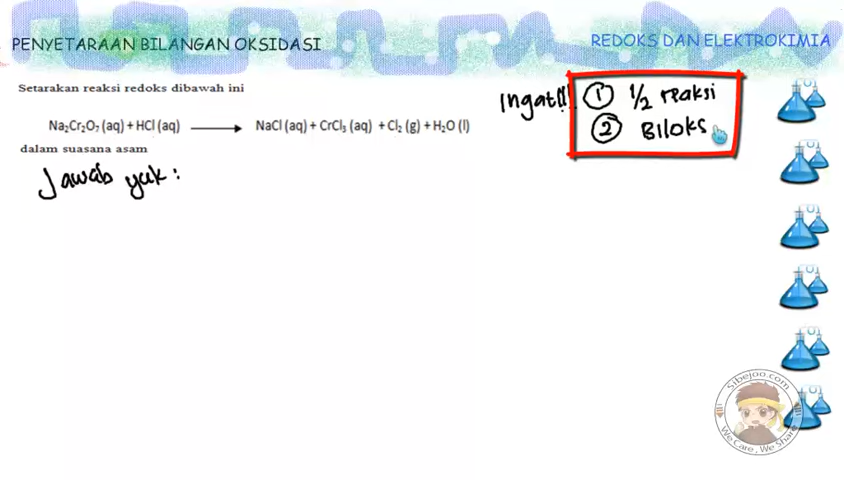 PENYETARAAN BILANGAN OKSIDASI
REDOKS DAN ELEKTROKIMIA
Setarakan reaksi redoks dibawah ini
Na₂Cr₂O₇ (aq) + HCl (aq) ⟶ NaCl (aq) + CrCl₃ (aq) + Cl₂ (g) + H₂O (l)
dalam suasana asam
Jawab yuk :
Ingat!!
① 1/2 reaksi
② Biloks
Sibejoo.com
We Care, We Share